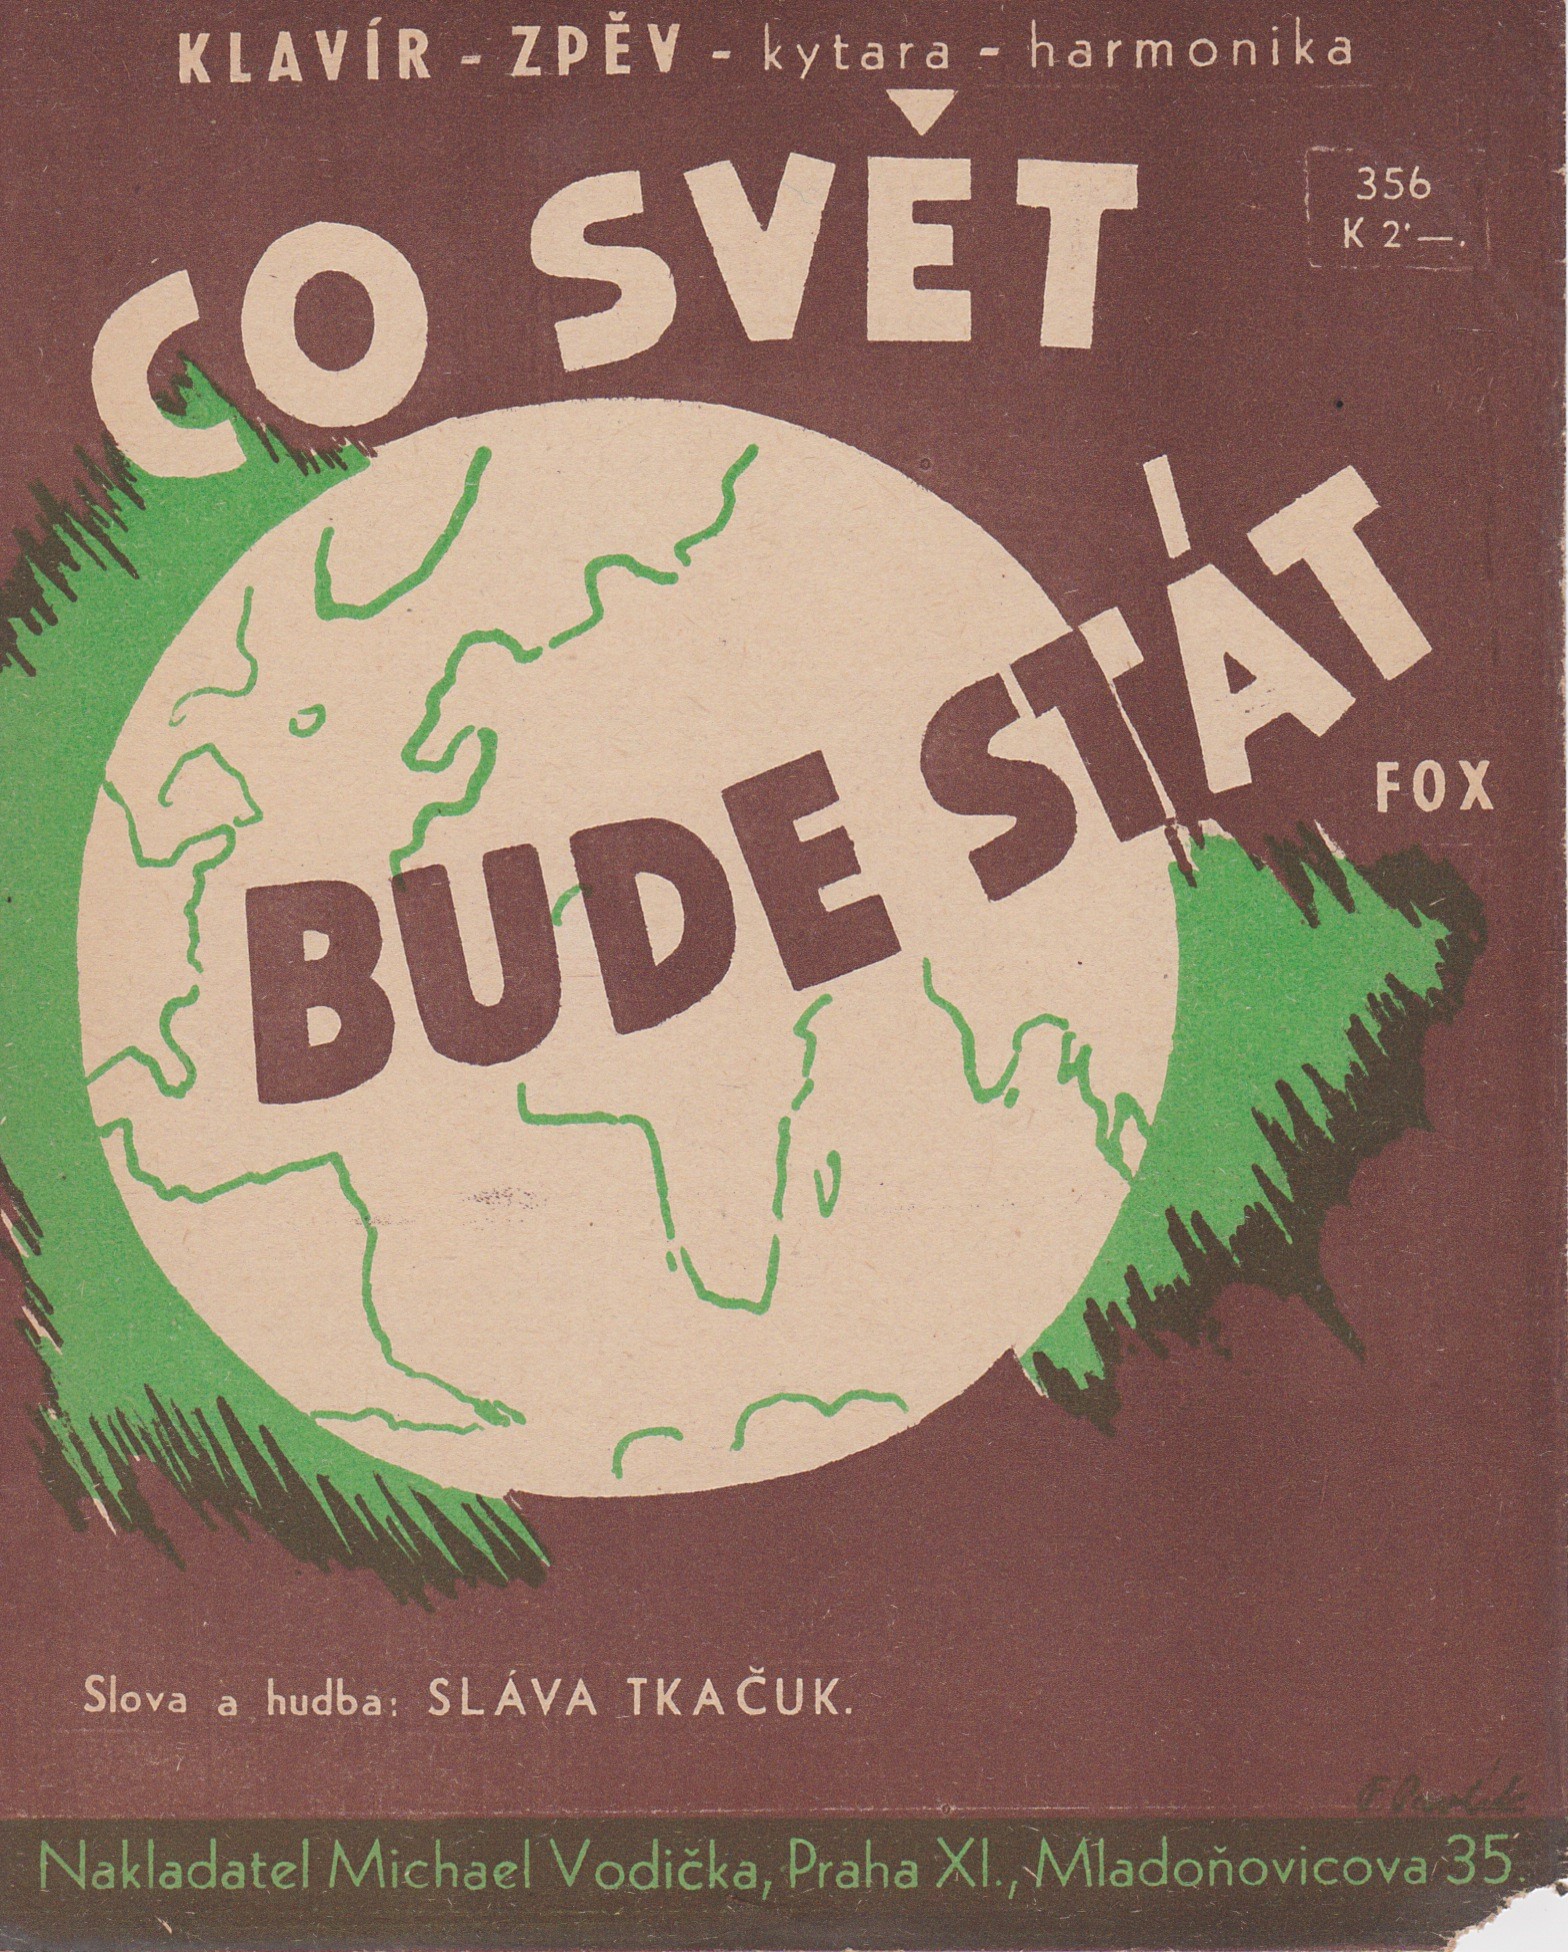 KLAVÍR - ZPĚV - kytara - harmonika
CO SVĚT
356
K 2·—.
BUDE STÁT
FOX
Slova a hudba: SLÁVA TKAČUK.
Nakladatel Michael Vodička, Praha XI., Mladoňovicova 35.